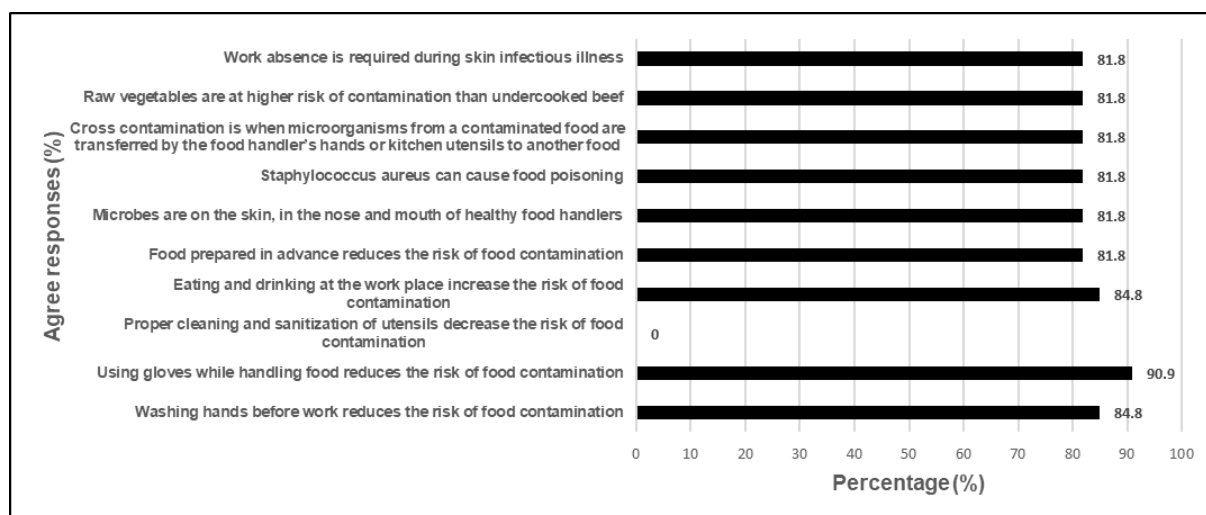 Agree responses (%)
Work absence is required during skin infectious illness
81.8
Raw vegetables are at higher risk of contamination than undercooked beef
81.8
Cross contamination is when microorganisms from a contaminated food are
transferred by the food handler's hands or kitchen utensils to another food
81.8
Staphylococcus aureus can cause food poisoning
81.8
Microbes are on the skin, in the nose and mouth of healthy food handlers
81.8
Food prepared in advance reduces the risk of food contamination
81.8
Eating and drinking at the work place increase the risk of food
contamination
84.8
Proper cleaning and sanitization of utensils decrease the risk of food
contamination
0
Using gloves while handling food reduces the risk of food contamination
90.9
Washing hands before work reduces the risk of food contamination
84.8
0 10 20 30 40 50 60 70 80 90 100
Percentage (%)